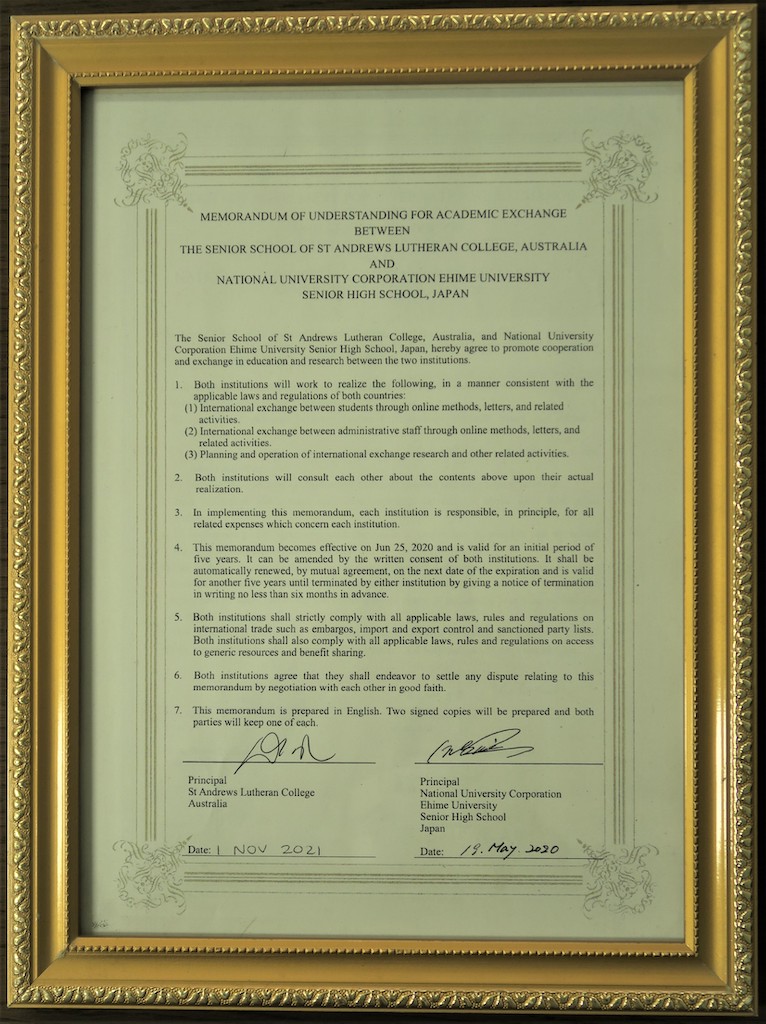 MEMORANDUM OF UNDERSTANDING FOR ACADEMIC EXCHANGE
BETWEEN
THE SENIOR SCHOOL OF ST ANDREWS LUTHERAN COLLEGE, AUSTRALIA
AND
NATIONAL UNIVERSITY CORPORATION EHIME UNIVERSITY
SENIOR HIGH SCHOOL, JAPAN
The Senior School of St Andrews Lutheran College, Australia, and National University
Corporation Ehime University Senior High School, Japan, hereby agree to promote cooperation
and exchange in education and research between the two institutions.
1. Both institutions will work to realize the following, in a manner consistent with the
applicable laws and regulations of both countries:
(1) International exchange between students through online methods, letters, and related
activities.
(2) International exchange between administrative staff through online methods, letters, and
related activities.
(3) Planning and operation of international exchange research and other related activities.
2. Both institutions will consult each other about the contents above upon their actual
realization.
3. In implementing this memorandum, each institution is responsible, in principle, for all
related expenses which concern each institution.
4. This memorandum becomes effective on Jun 25, 2020 and is valid for an initial period of
five years. It can be amended by the written consent of both institutions. It shall be
automatically renewed, by mutual agreement, on the next date of the expiration and is valid
for another five years until terminated by either institution by giving a notice of termination
in writing no less than six months in advance.
5. Both institutions shall strictly comply with all applicable laws, rules and regulations on
international trade such as embargos, import and export control and sanctioned party lists.
Both institutions shall also comply with all applicable laws, rules and regulations on access
to generic resources and benefit sharing.
6. Both institutions agree that they shall endeavor to settle any dispute relating to this
memorandum by negotiation with each other in good faith.
7. This memorandum is prepared in English. Two signed copies will be prepared and both
parties will keep one of each.
Principal
St Andrews Lutheran College
Australia
Date: 1 NOV 2021
Principal
National University Corporation
Ehime University
Senior High School
Japan
Date: 19. May. 2020